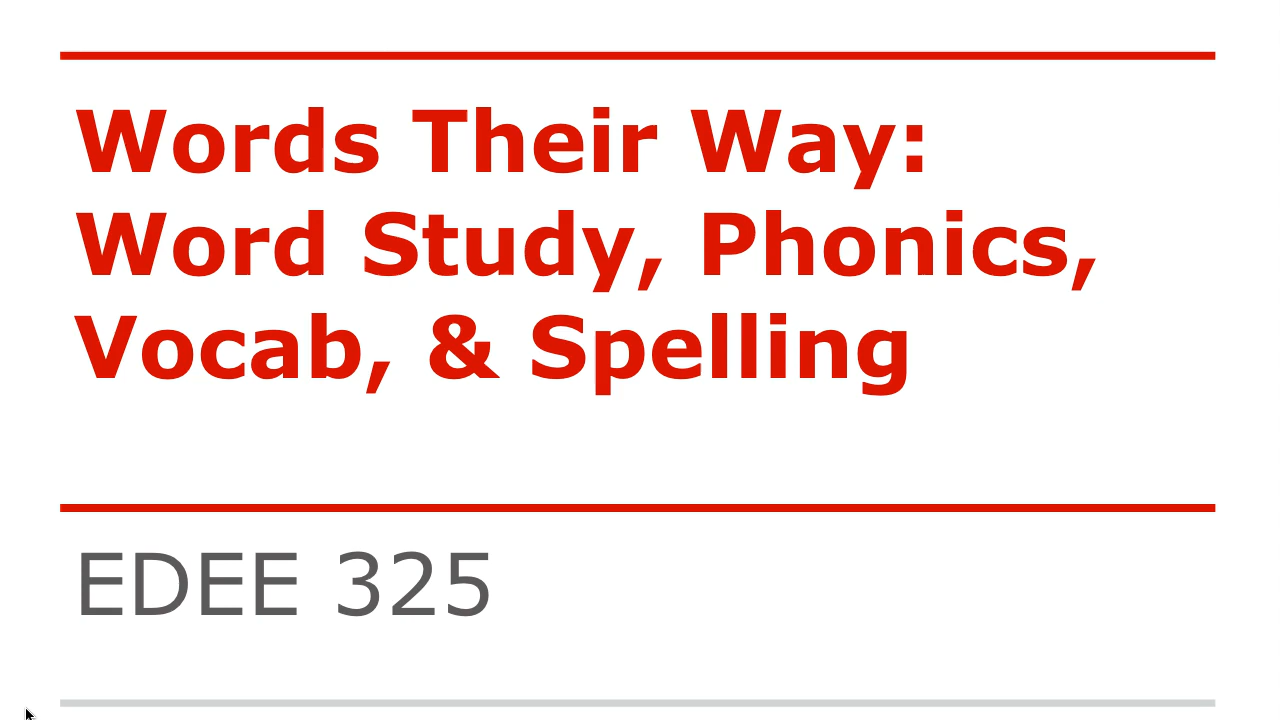 Words Their Way:
Word Study, Phonics,
Vocab, & Spelling
EDEE 325